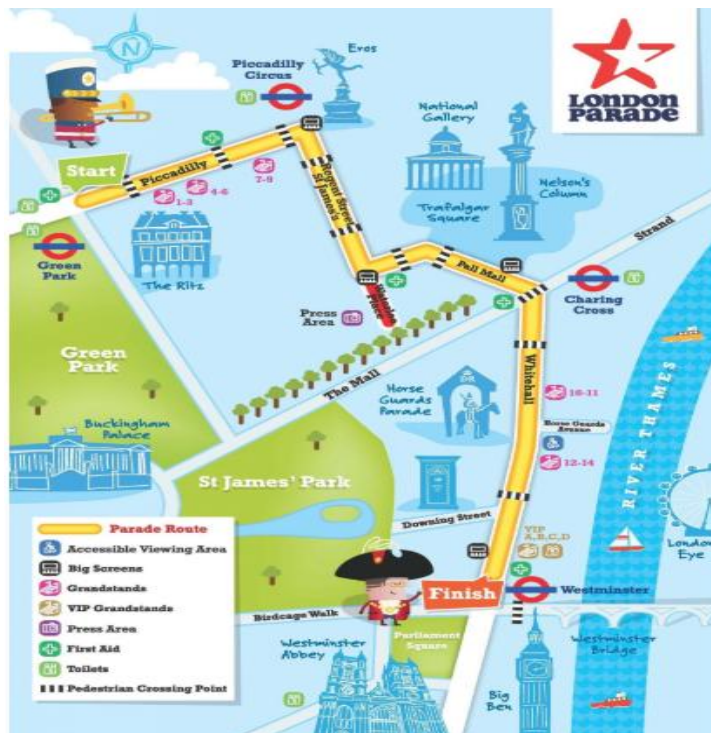 N
Piccadilly
Circus
Eros
LONDON
PARADE
National
Gallery
Nelson's
Column
Trafalgar
Square
Start
Piccadilly
1-3
4-6
7-9
Regent Street
St James's
The Ritz
Green
Park
Strand
Pall Mall
Charing
Cross
Waterloo
Place
Press
Area
Green
Park
The Mall
Whitehall
Horse
Guards
Parade
10-11
Horse Guards
Avenue
12-14
Buckingham
Palace
St James' Park
Downing Street
VIP
A,B,C,D
RIVER THAMES
London
Eye
Parade Route
Accessible Viewing Area
Big Screens
Grandstands
VIP Grandstands
Press Area
First Aid
Toilets
Pedestrian Crossing Point
Finish
Westminster
Birdcage Walk
Parliament
Square
Westminster
Abbey
Westminster
Bridge
Big
Ben